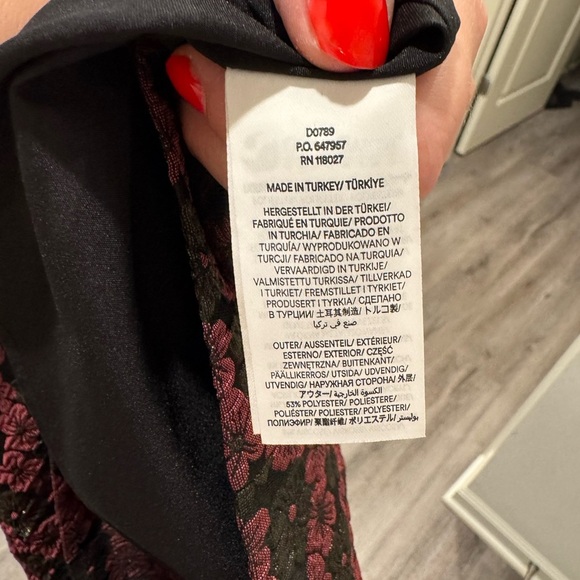 D0789
P.O. 647957
RN 118027
MADE IN TURKEY/ TÜRKİYE
HERGESTELLT IN DER TÜRKEI/
FABRIQUÉ EN TURQUIE/ PRODOTTO
IN TURCHIA/ FABRICADO EN
TURQUÍA/ WYPRODUKOWANO W
TURCJI/ FABRICADO NA TURQUIA/
VERVAARDIGD IN TURKIJE/
VALMISTETTU TURKISSA/ TILLVERKAD
I TURKIET/ FREMSTILLET I TYRKIET/
PRODUSERT I TYRKIA/ СДЕЛАНО
В ТУРЦИИ/ 土耳其制造/ トルコ製/
صنع في تركيا
OUTER/ AUSSENTEIL/ EXTÉRIEUR/
ESTERNO/ EXTERIOR/ CZĘŚĆ
ZEWNĘTRZNA/ BUITENKANT/
PÄÄLLIKERROS/ UTSIDA/ UDVENDIG/
UTVENDIG/ НАРУЖНАЯ СТОРОНА/ 外层/
アウター/ الكسوة الخارجية/
53% POLYESTER/ POLIESTERE/
POLIÉSTER/ POLIESTER/ POLYESTERI/
ПОЛИЭФИР/ 聚酯纤维/ ポリエステル/ بوليستر/